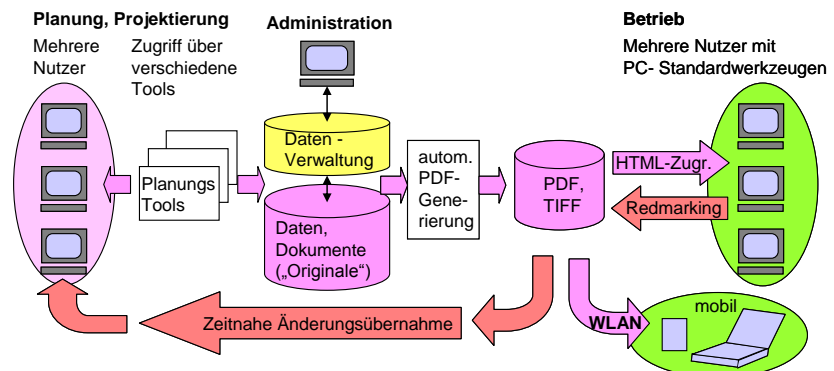 Planung, Projektierung
Mehrere
Nutzer
Zugriff über
verschiedene
Tools
Administration
Betrieb
Mehrere Nutzer mit
PC- Standardwerkzeugen
Planungs
Tools
Daten -
Verwaltung
Daten,
Dokumente
(„Originale“)
autom.
PDF-
Gene-
rierung
PDF,
TIFF
HTML-Zugr.
Redmarking
Zeitnahe Änderungsübernahme
WLAN
mobil